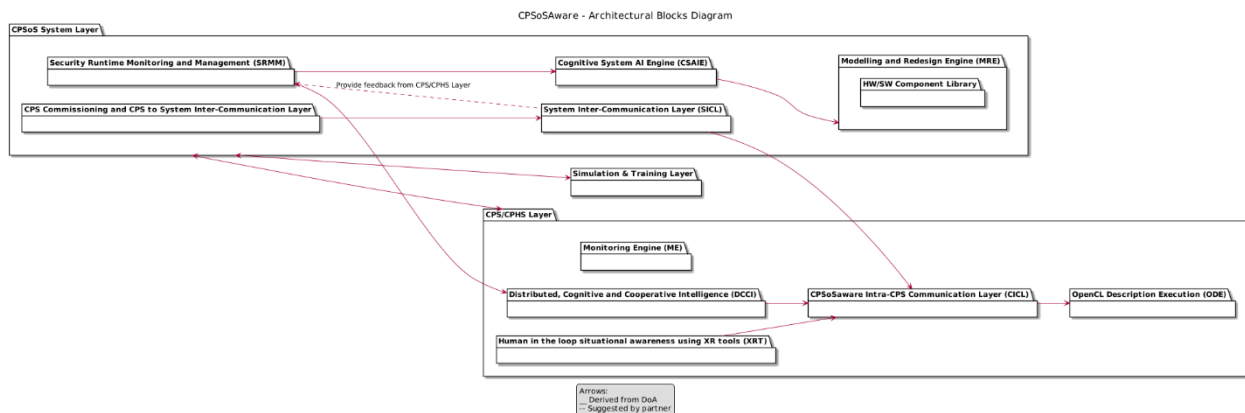 CPSoSAware - Architectural Blocks Diagram
CPSoS System Layer
Security Runtime Monitoring and Management (SRMM)
Cognitive System AI Engine (CSAIE)
Modelling and Redesign Engine (MRE)
HW/SW Component Library
Provide feedback from CPS/CPHS Layer
CPS Commissioning and CPS to System Inter-Communication Layer
System Inter-Communication Layer (SICL)
Simulation & Training Layer
CPS/CPHS Layer
Monitoring Engine (ME)
Distributed, Cognitive and Cooperative Intelligence (DCCI)
CPSoSaware Intra-CPS Communication Layer (CICL)
OpenCL Description Execution (ODE)
Human in the loop situational awareness using XR tools (XRT)
Arrows:
__ Derived from DoA
-- Suggested by partner